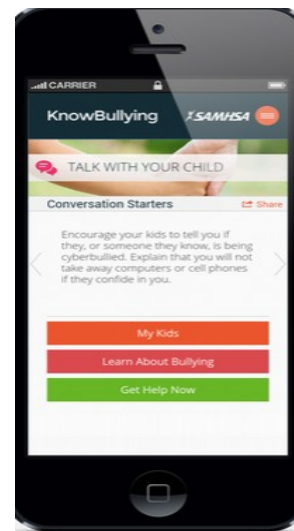 CARRIER
KnowBullying SAMHSA
TALK WITH YOUR CHILD
Conversation Starters Share
Encourage your kids to tell you if
they, or someone they know, is being
cyberbullied. Explain that you will not
take away computers or cell phones
if they confide in you.
My Kids
Learn About Bullying
Get Help Now